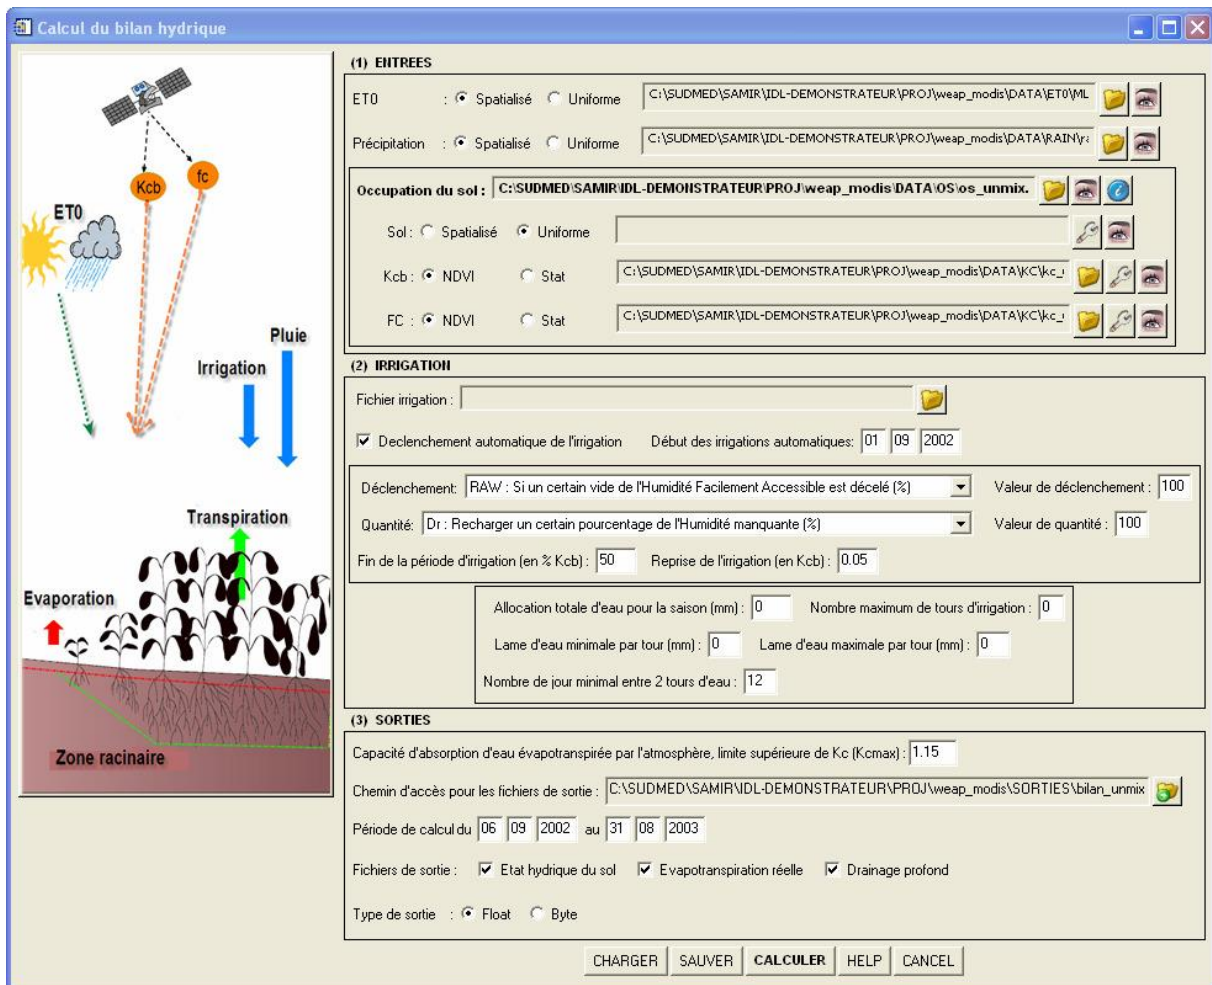 Calcul du bilan hydrique
Kcb
fc
ET0
Pluie
Irrigation
Transpiration
Evaporation
Zone racinaire
(1) ENTREES
ET0 : Spatialisé Uniforme C:\SUDMED\SAMIR\IDL-DEMONSTRATEUR\PROJ\weap_modis\DATA\ET0\ML
Précipitation : Spatialisé Uniforme C:\SUDMED\SAMIR\IDL-DEMONSTRATEUR\PROJ\weap_modis\DATA\RAIN\ra
Occupation du sol : C:\SUDMED\SAMIR\IDL-DEMONSTRATEUR\PROJ\weap_modis\DATA\OS\os_unmix.
Sol : Spatialisé Uniforme
Kcb : NDVI Stat C:\SUDMED\SAMIR\IDL-DEMONSTRATEUR\PROJ\weap_modis\DATA\KC\kc_u
FC : NDVI Stat C:\SUDMED\SAMIR\IDL-DEMONSTRATEUR\PROJ\weap_modis\DATA\KC\kc_u
(2) IRRIGATION
Fichier irrigation :
Declenchement automatique de l'irrigation Début des irrigations automatiques: 01 09 2002
Déclenchement: RAW : Si un certain vide de l'Humidité Facilement Accessible est décelé (%) Valeur de déclenchement : 100
Quantité: Dr : Recharger un certain pourcentage de l'Humidité manquante (%) Valeur de quantité : 100
Fin de la période d'irrigation (en % Kcb) : 50 Reprise de l'irrigation (en Kcb) : 0.05
Allocation totale d'eau pour la saison (mm) : 0 Nombre maximum de tours d'irrigation : 0
Lame d'eau minimale par tour (mm) : 0 Lame d'eau maximale par tour (mm) : 0
Nombre de jour minimal entre 2 tours d'eau : 12
(3) SORTIES
Capacité d'absorption d'eau évapotranspirée par l'atmosphère, limite supérieure de Kc (Kcmax) : 1.15
Chemin d'accès pour les fichiers de sortie : C:\SUDMED\SAMIR\IDL-DEMONSTRATEUR\PROJ\weap_modis\SORTIES\bilan_unmix
Période de calcul du 06 09 2002 au 31 08 2003
Fichiers de sortie : Etat hydrique du sol Evapotranspiration réelle Drainage profond
Type de sortie : Float Byte
CHARGER SAUVER CALCULER HELP CANCEL